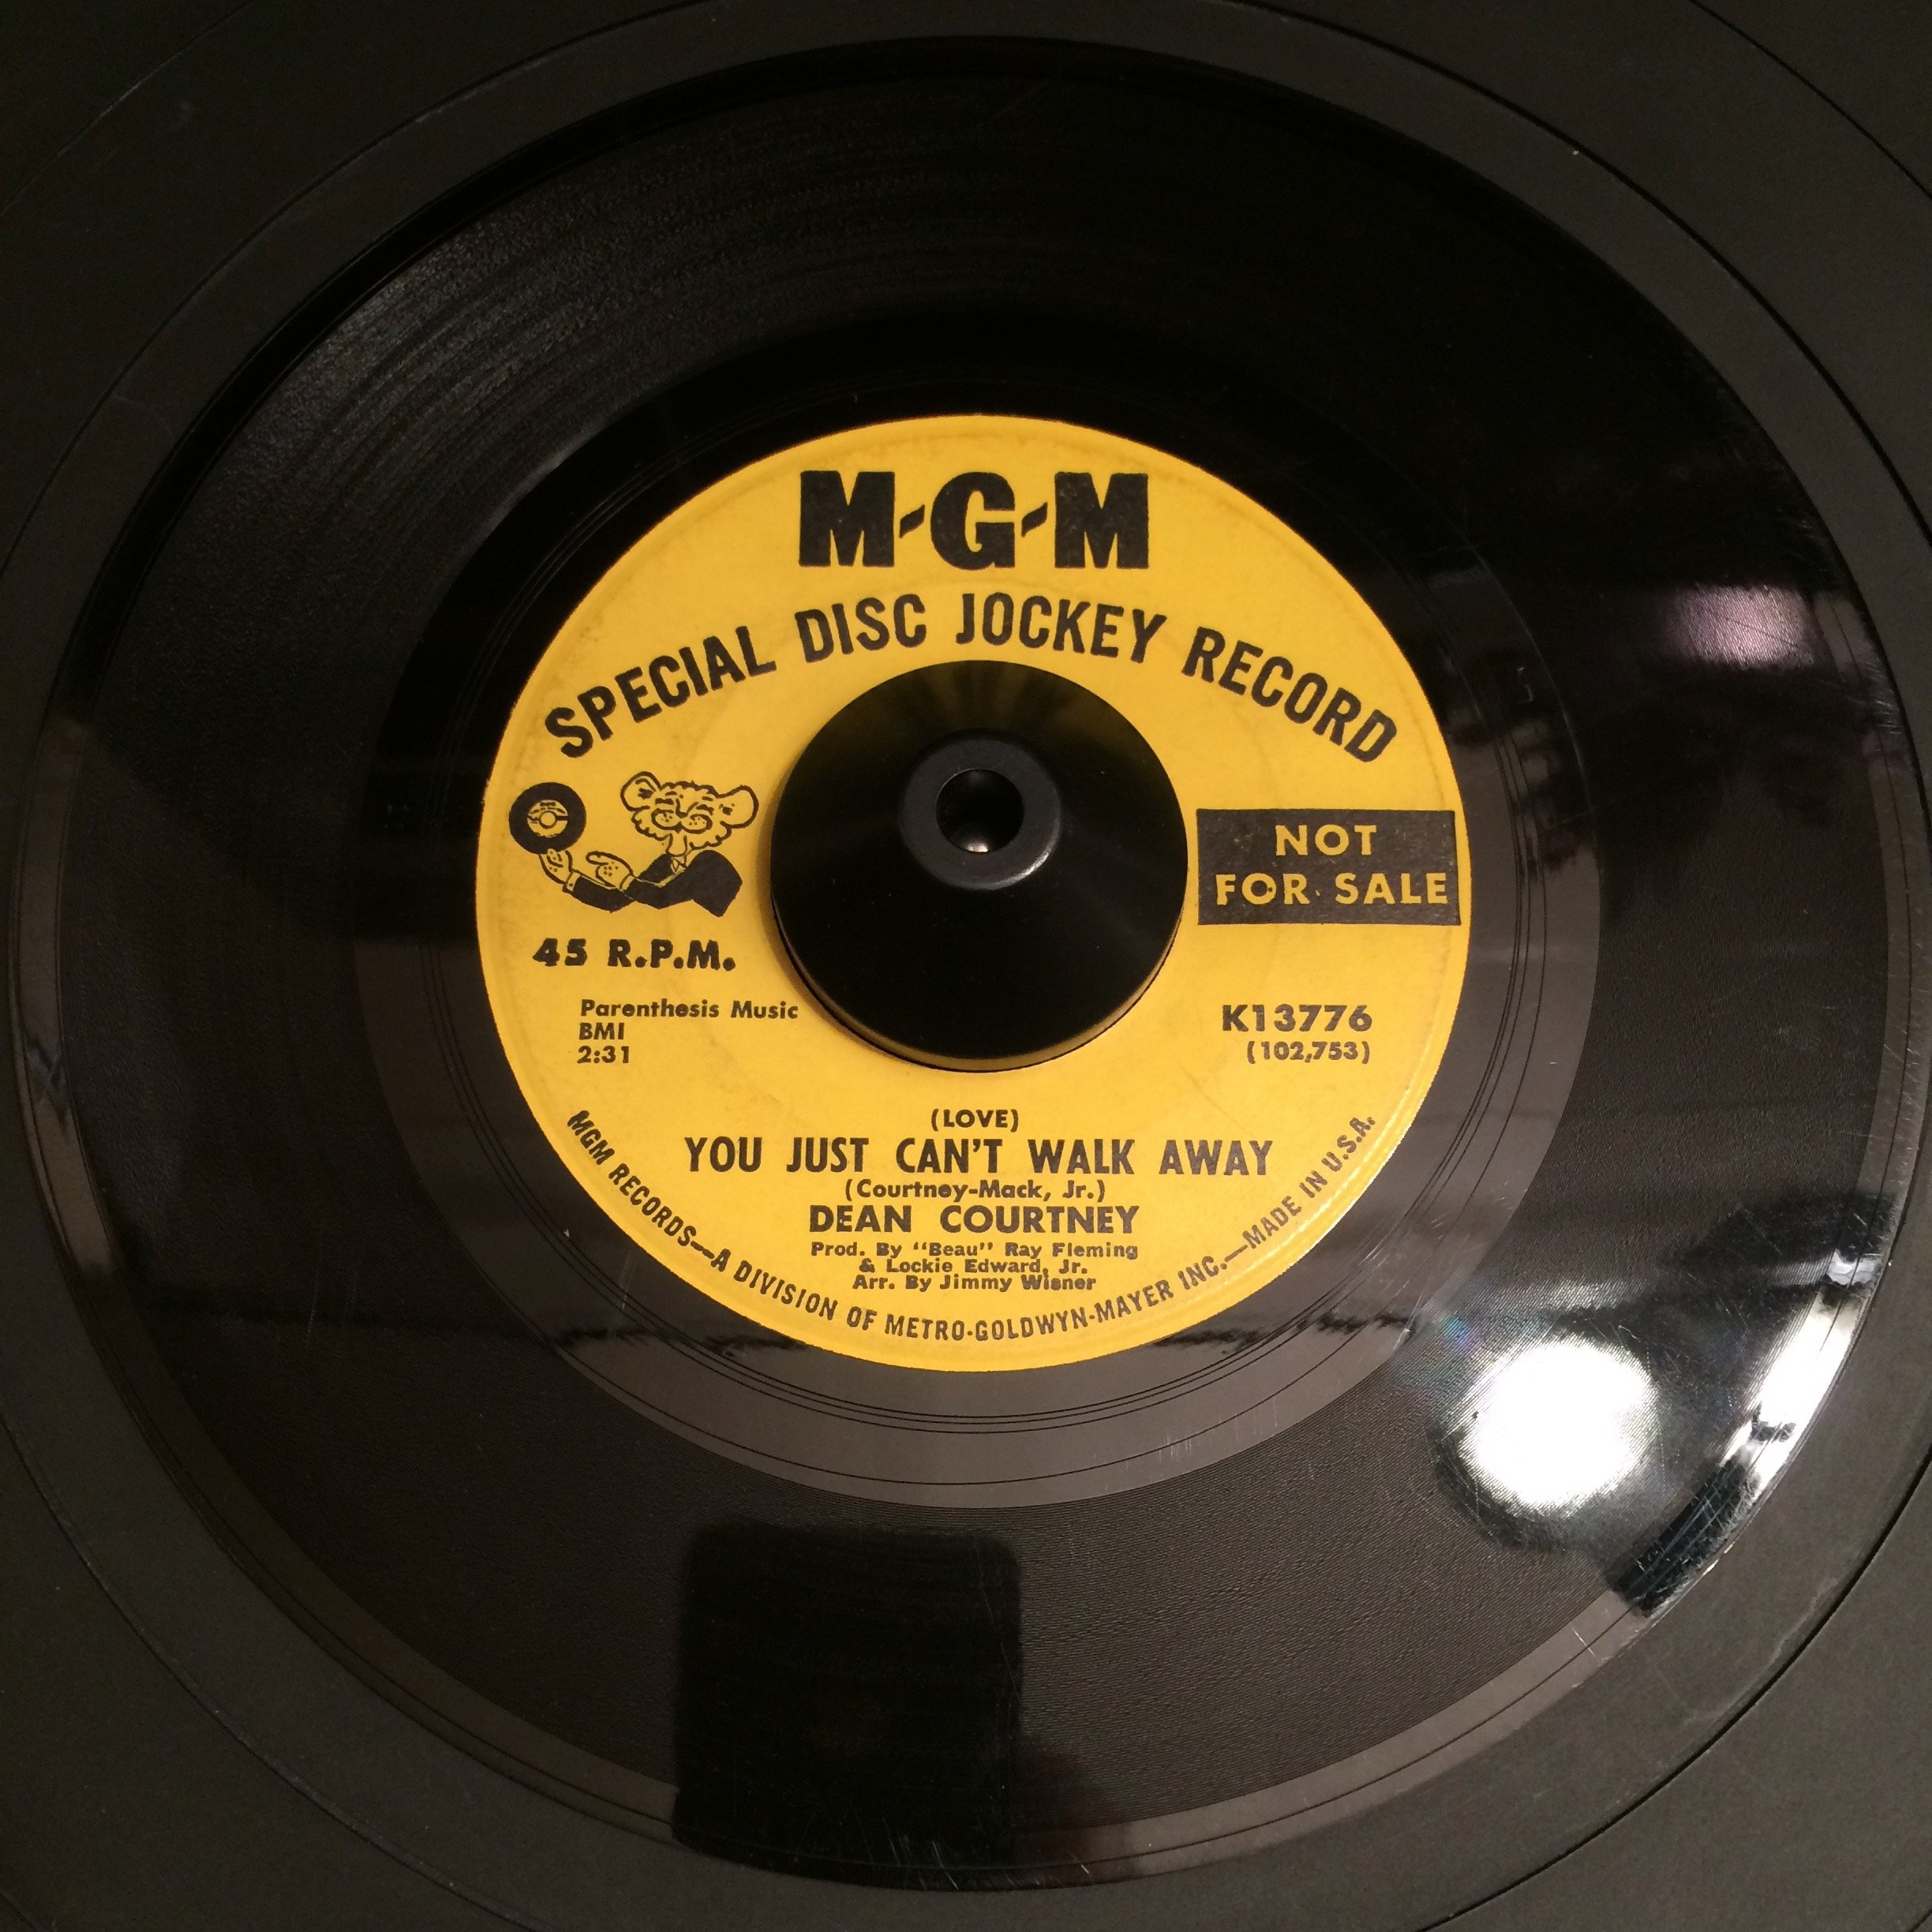 M-G-M
SPECIAL DISC JOCKEY RECORD
NOT
FOR SALE
45 R.P.M.
Parenthesis Music
BMI
2:31
K13776
(102,753)
(LOVE)
YOU JUST CAN'T WALK AWAY
(Courtney-Mack, Jr.)
DEAN COURTNEY
Prod. By "Beau" Ray Fleming
& Lockie Edward, Jr.
Arr. By Jimmy Wisner
MGM RECORDS—A DIVISION OF METRO-GOLDWYN-MAYER INC.—MADE IN U.S.A.